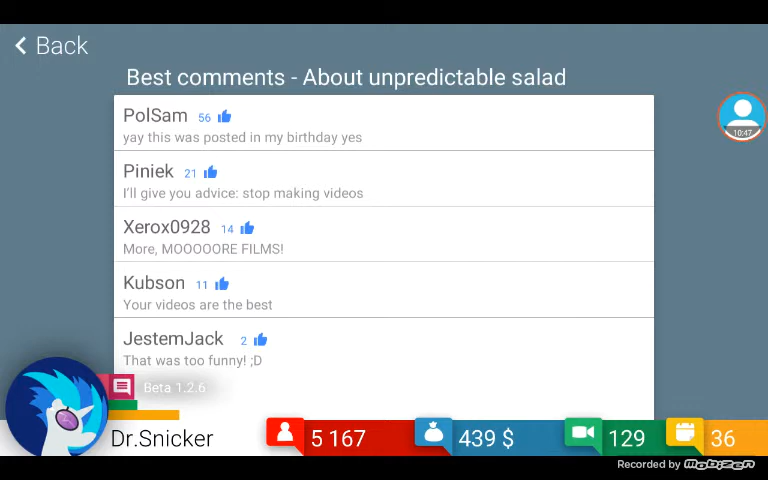 Back
Best comments - About unpredictable salad
PolSam 56
yay this was posted in my birthday yes
10:47
Piniek 21
I'll give you advice: stop making videos
Xerox0928 14
More, MOOOOORE FILMS!
Kubson 11
Your videos are the best
JestemJack 2
That was too funny! ;D
Beta 1.2.6
Dr.Snicker 5 167 439 $ 129 36
Recorded by Mobizen